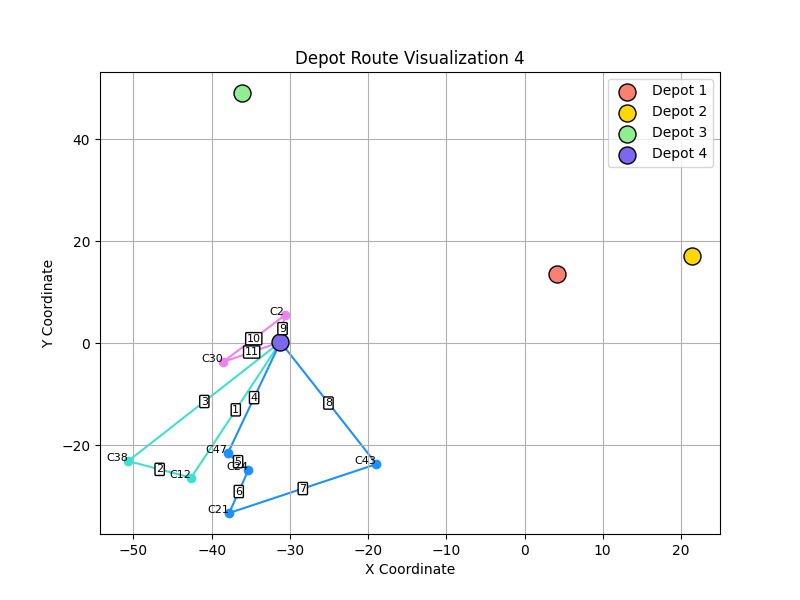 Depot Route Visualization 4
Depot 1
Depot 2
Depot 3
Depot 4
Y Coordinate
40
20
0
−20
C2
9
10
C30
11
3
4
8
1
C47
C38
5
C24
C43
2
C12
6
7
C21
−50
−40
−30
−20
−10
0
10
20
X Coordinate